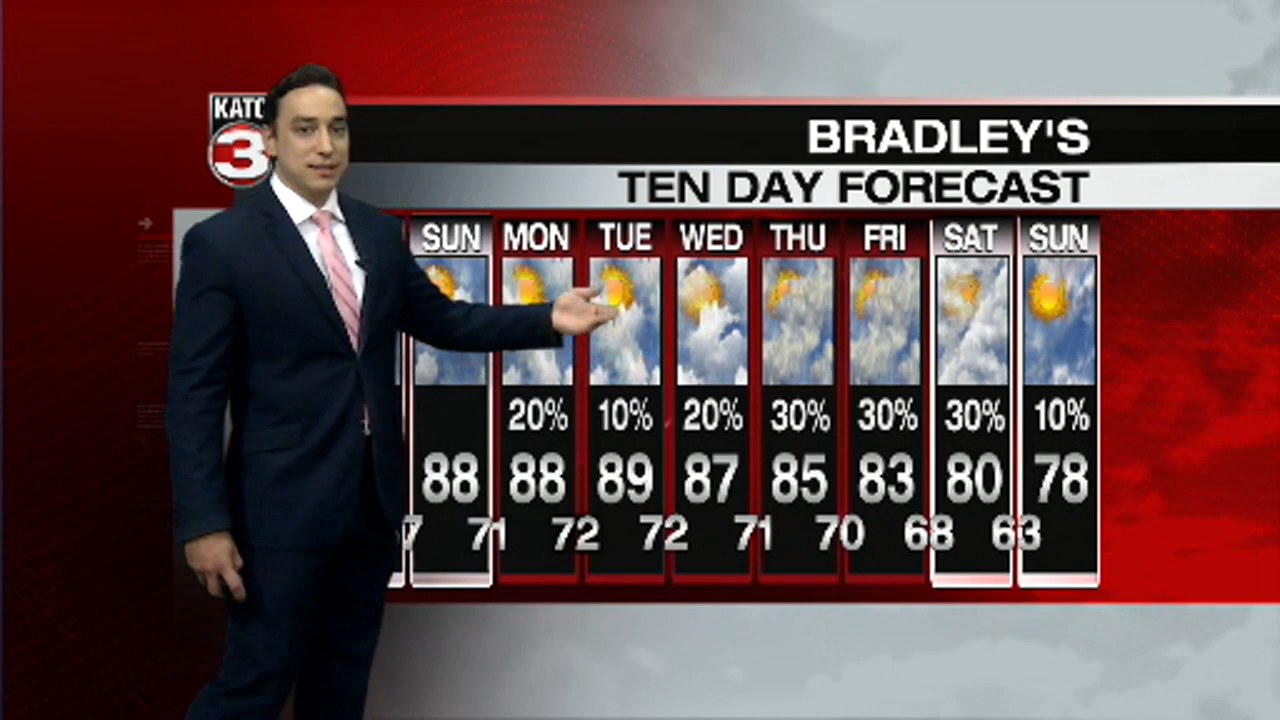 KATC
3
BRADLEY'S
TEN DAY FORECAST
SUN MON TUE WED THU FRI SAT SUN
20% 10% 20% 30% 30% 30% 10%
88 88 89 87 85 83 80 78
7 71 72 72 71 70 68 63